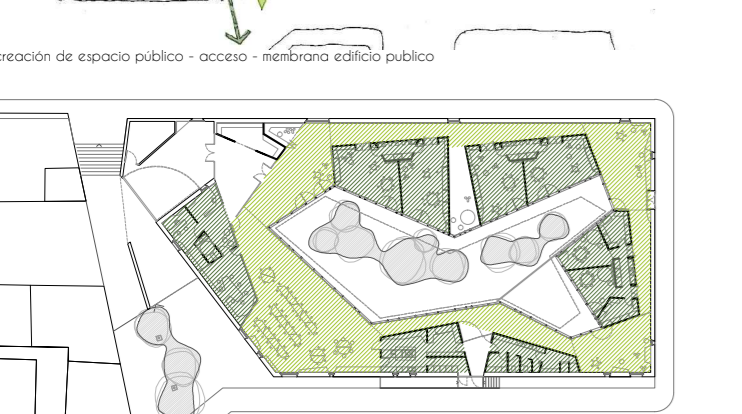 creación de espacio público - acceso - membrana edificio publico